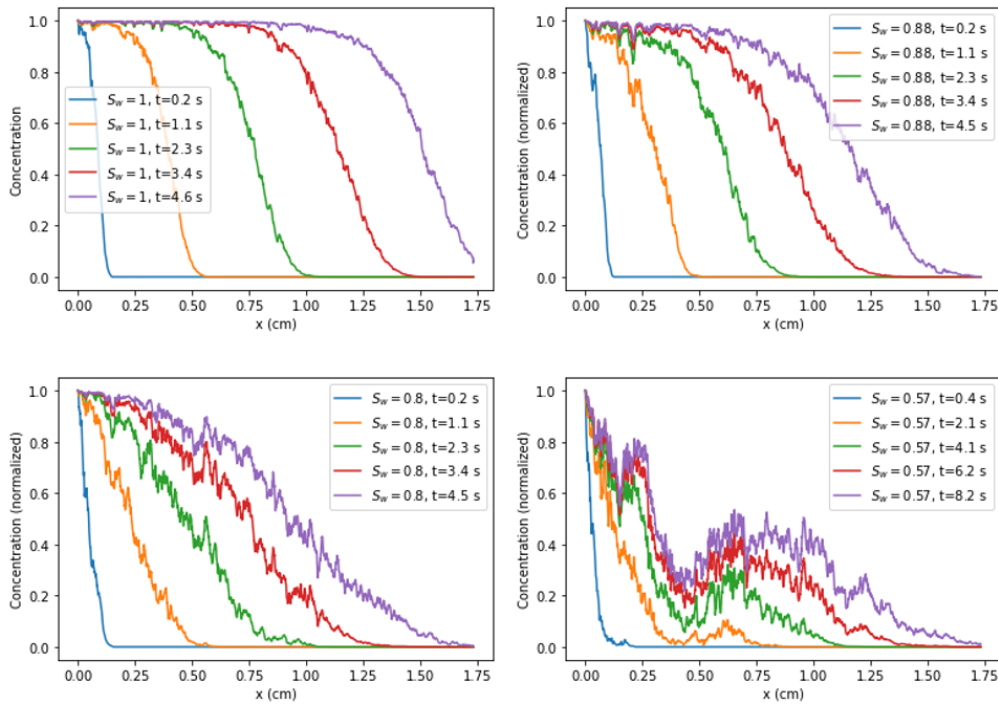 1.0
0.8
0.6
0.4
0.2
0.0
Concentration
S_w = 1, t=0.2 s
S_w = 1, t=1.1 s
S_w = 1, t=2.3 s
S_w = 1, t=3.4 s
S_w = 1, t=4.6 s
0.00 0.25 0.50 0.75 1.00 1.25 1.50 1.75
x (cm)
1.0
0.8
0.6
0.4
0.2
0.0
Concentration (normalized)
S_w = 0.88, t=0.2 s
S_w = 0.88, t=1.1 s
S_w = 0.88, t=2.3 s
S_w = 0.88, t=3.4 s
S_w = 0.88, t=4.5 s
0.00 0.25 0.50 0.75 1.00 1.25 1.50 1.75
x (cm)
1.0
0.8
0.6
0.4
0.2
0.0
Concentration (normalized)
S_w = 0.8, t=0.2 s
S_w = 0.8, t=1.1 s
S_w = 0.8, t=2.3 s
S_w = 0.8, t=3.4 s
S_w = 0.8, t=4.5 s
0.00 0.25 0.50 0.75 1.00 1.25 1.50 1.75
x (cm)
1.0
0.8
0.6
0.4
0.2
0.0
Concentration (normalized)
S_w = 0.57, t=0.4 s
S_w = 0.57, t=2.1 s
S_w = 0.57, t=4.1 s
S_w = 0.57, t=6.2 s
S_w = 0.57, t=8.2 s
0.00 0.25 0.50 0.75 1.00 1.25 1.50 1.75
x (cm)